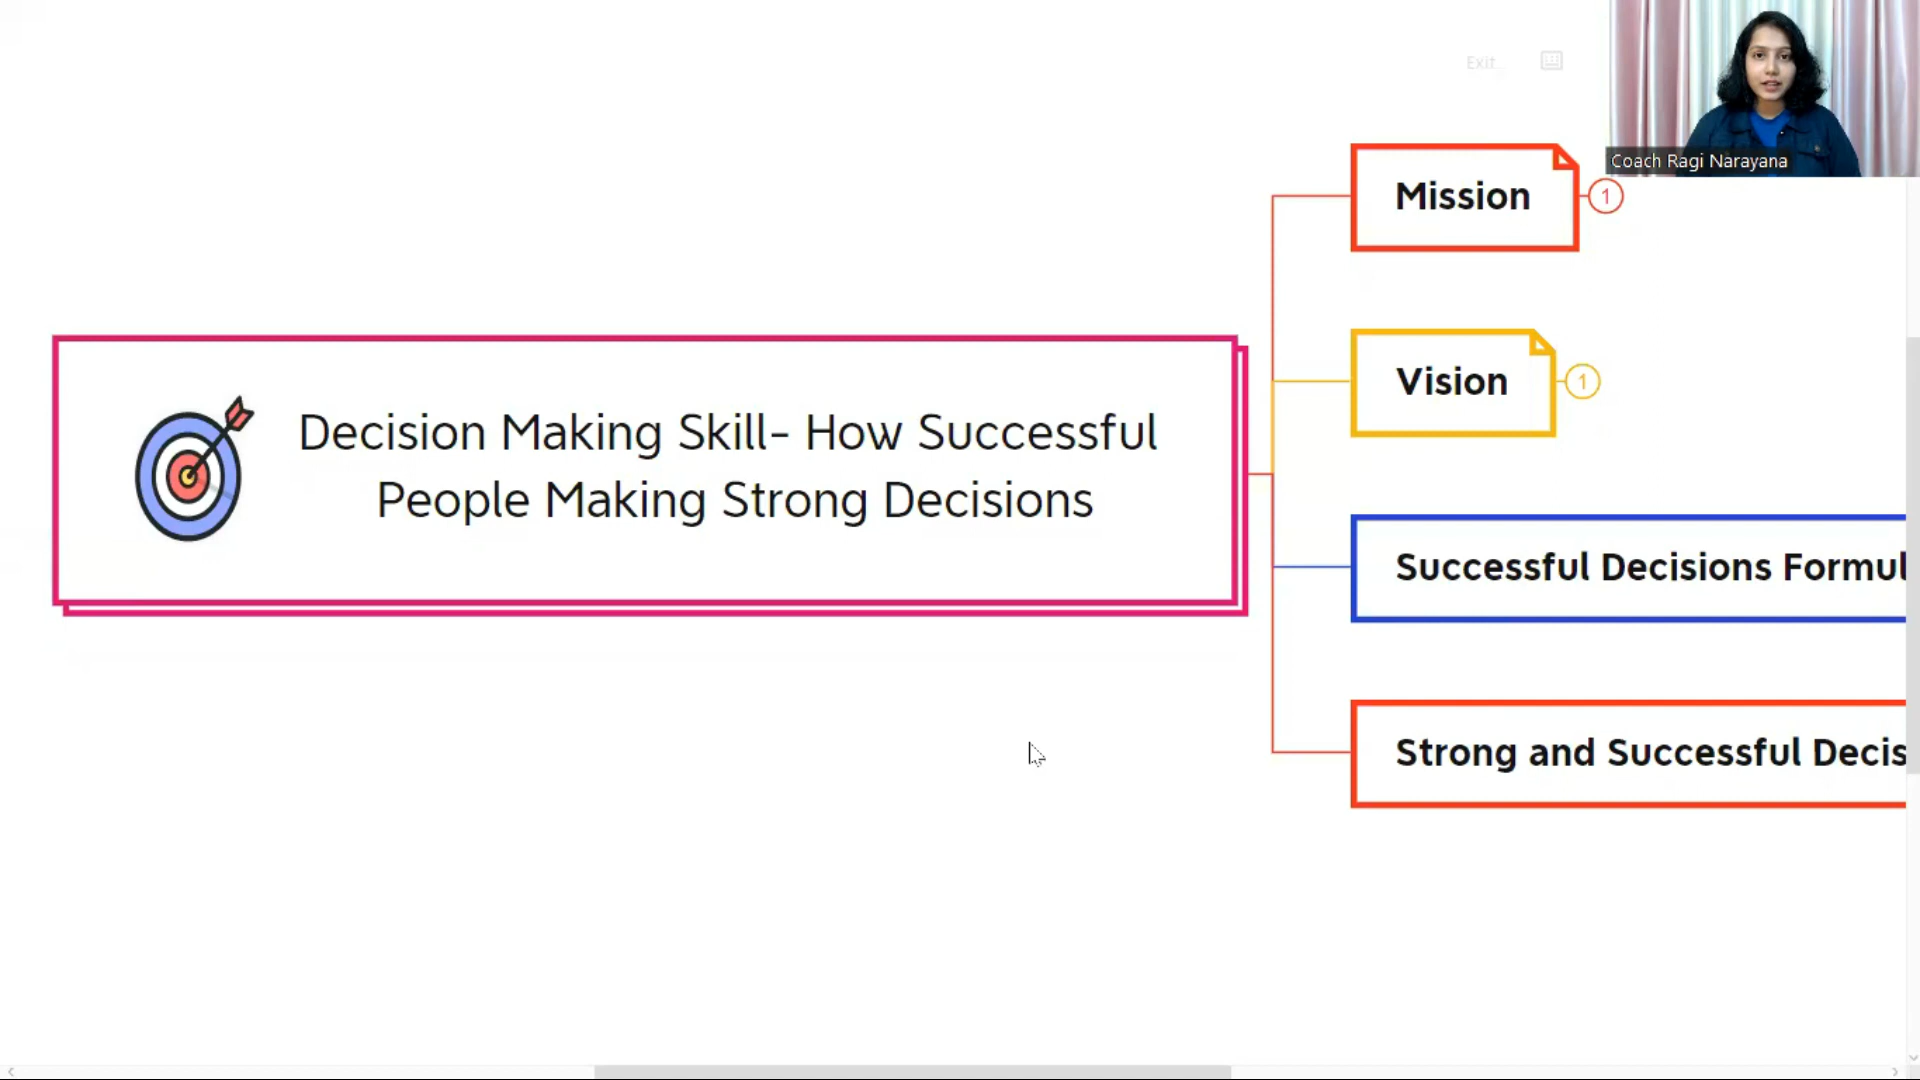 Exit
Coach Ragi Narayana
Mission
1
Vision
1
Decision Making Skill- How Successful
People Making Strong Decisions
Successful Decisions Formul
Strong and Successful Decis